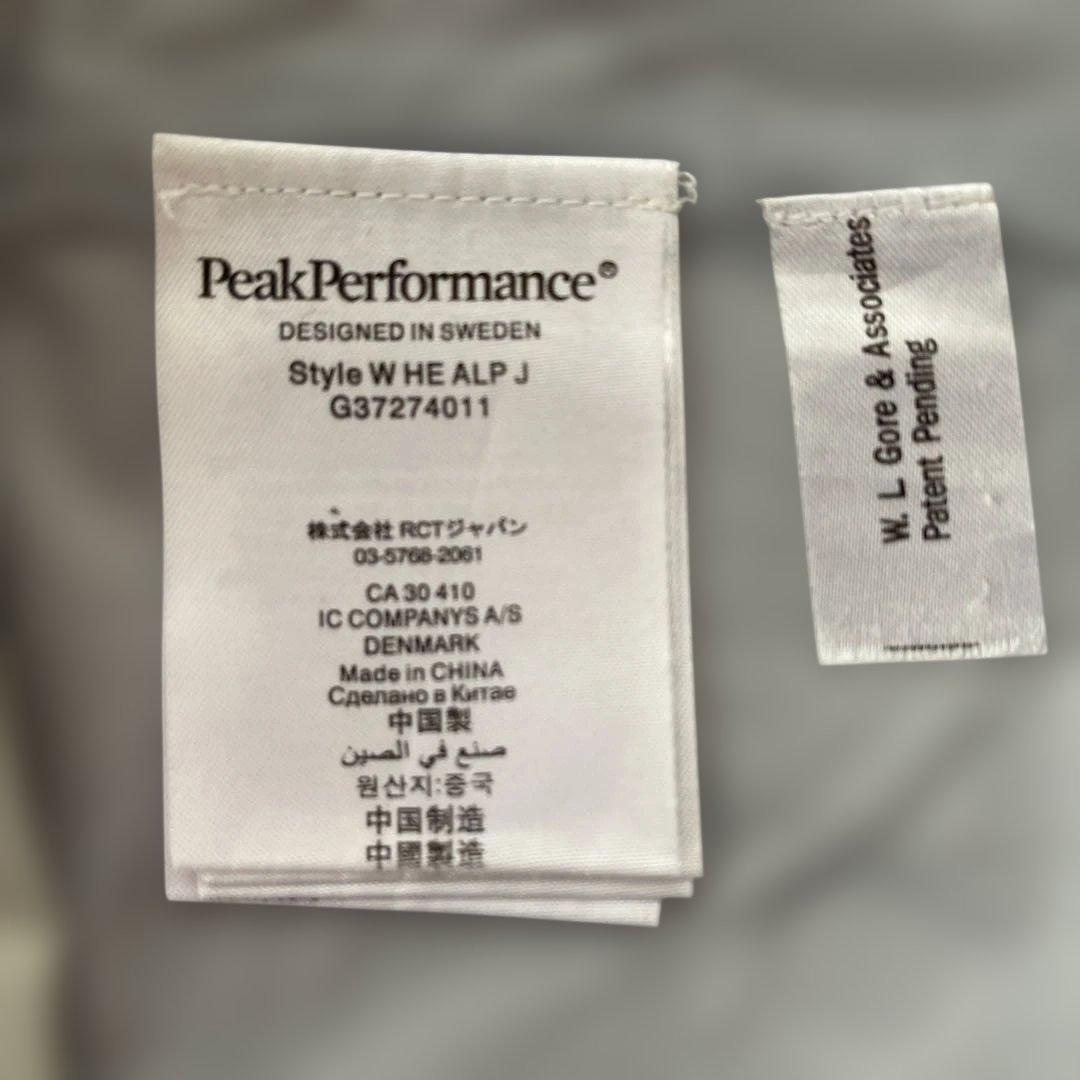 PeakPerformance®
DESIGNED IN SWEDEN
Style W HE ALP J
G37274011
株式会社 RCTジャパン
03-5768-2061
CA 30 410
IC COMPANYS A/S
DENMARK
Made in CHINA
Сделано в Китае
中国製
صنع في الصين
원산지:중국
中国制造
中國製造
W. L. Gore & Associates
Patent Pending